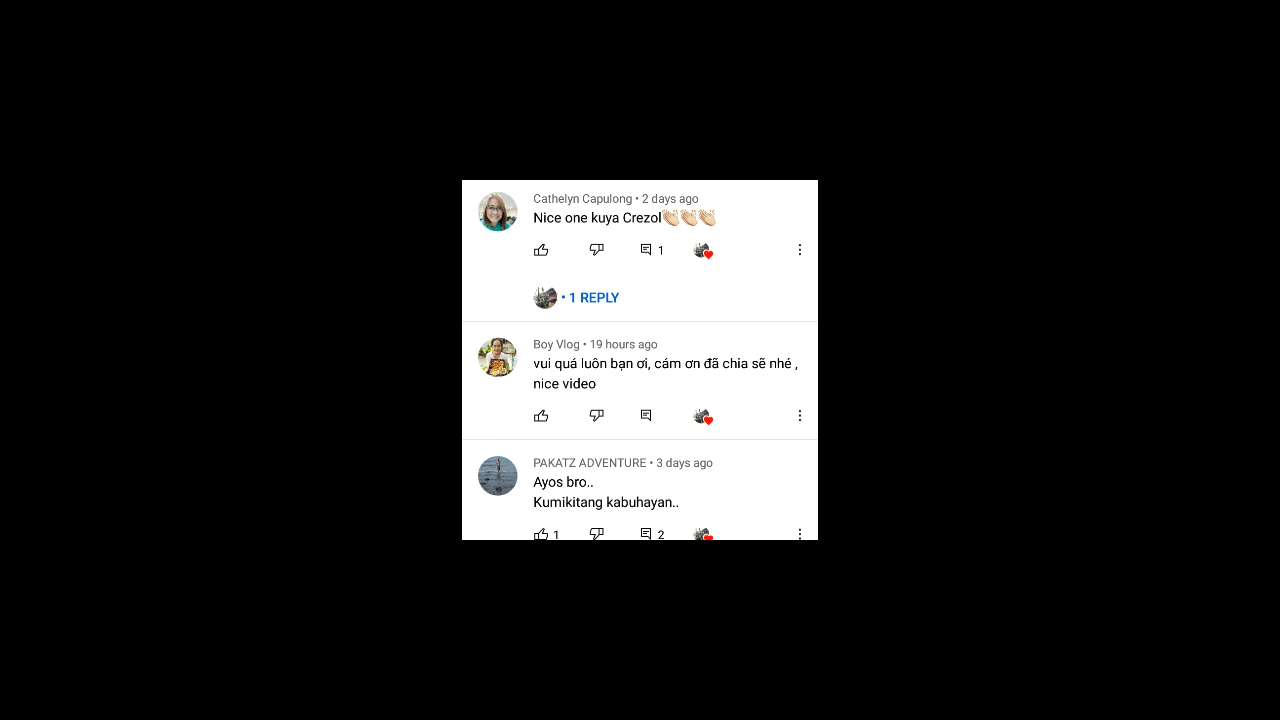 Cathelyn Capulong • 2 days ago
Nice one kuya Crezol👏🏻👏🏻👏🏻
1
• 1 REPLY
Boy Vlog • 19 hours ago
vui quá luôn bạn ơi, cám ơn đã chia sẽ nhé ,
nice video
PAKATZ ADVENTURE • 3 days ago
Ayos bro..
Kumikitang kabuhayan..
1 2